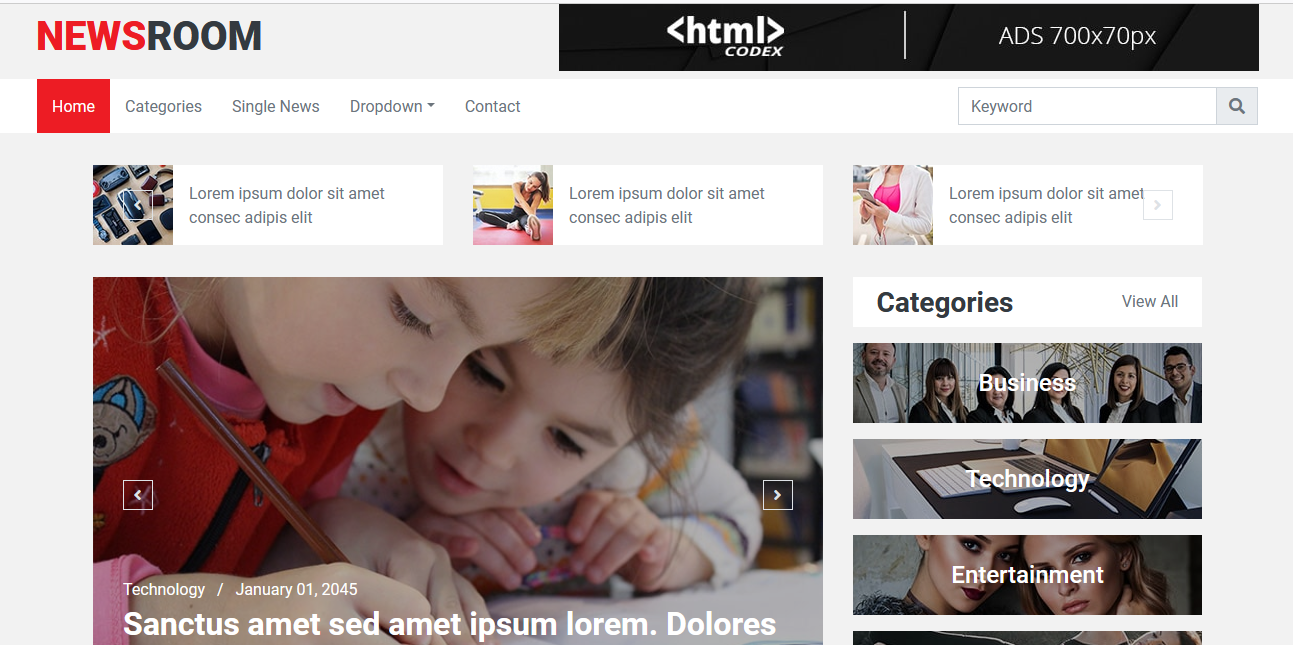 NEWSROOM
<html>
CODEX
ADS 700x70px
Home Categories Single News Dropdown Contact Keyword
Lorem ipsum dolor sit amet
consec adipis elit
Lorem ipsum dolor sit amet
consec adipis elit
Lorem ipsum dolor sit amet
consec adipis elit
Technology / January 01, 2045
Sanctus amet sed amet ipsum lorem. Dolores
Categories View All
Business
Technology
Entertainment